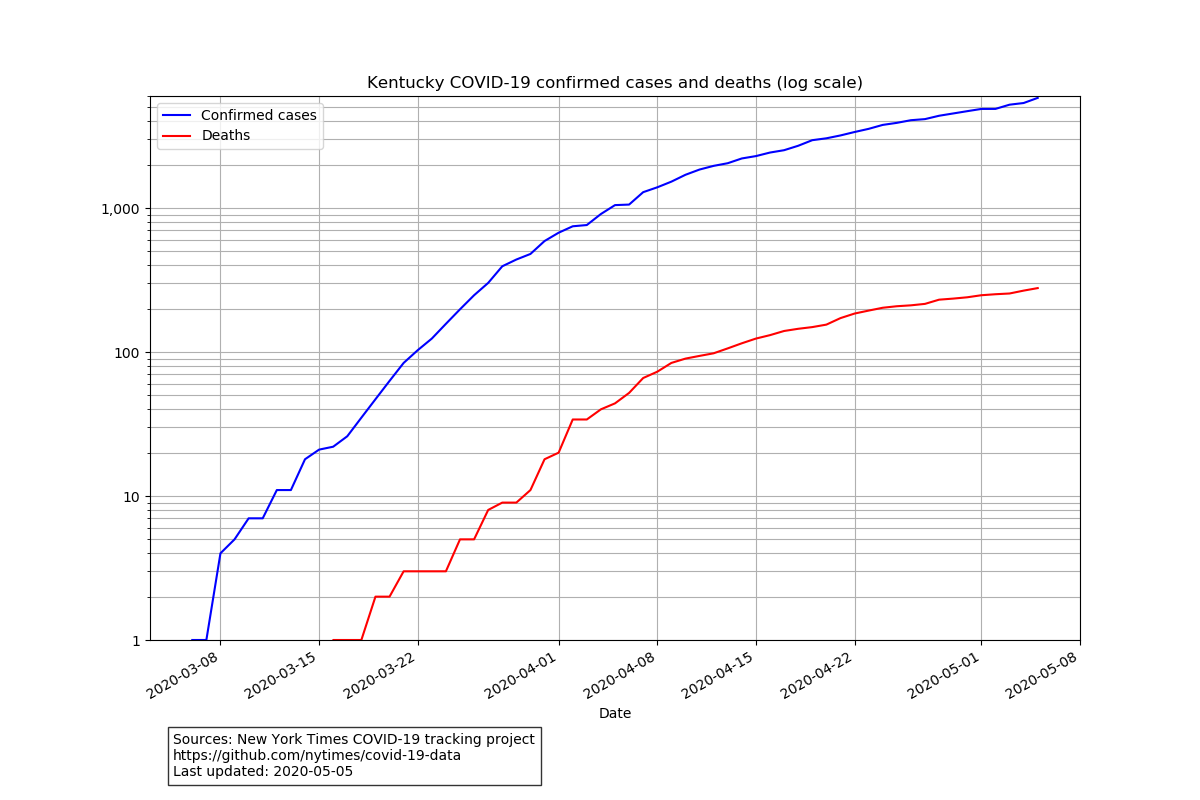 Kentucky COVID-19 confirmed cases and deaths (log scale)
Confirmed cases
Deaths
1,000
100
10
1
2020-03-08
2020-03-15
2020-03-22
2020-04-01
2020-04-08
2020-04-15
2020-04-22
2020-05-01
2020-05-08
Date
Sources: New York Times COVID-19 tracking project
https://github.com/nytimes/covid-19-data
Last updated: 2020-05-05